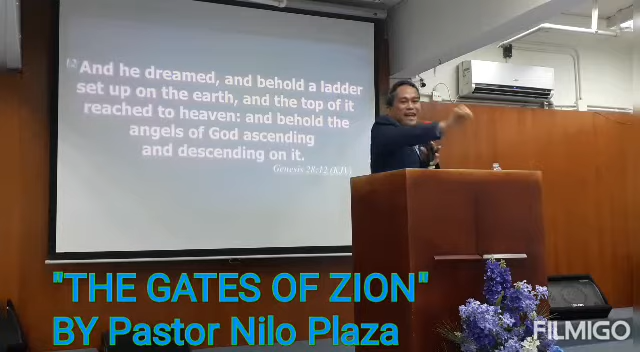 12 And he dreamed, and behold a ladder
set up on the earth, and the top of it
reached to heaven: and behold the
angels of God ascending
and descending on it.
Genesis 28:12 (KJV)
"THE GATES OF ZION"
BY Pastor Nilo Plaza
FILMIGO